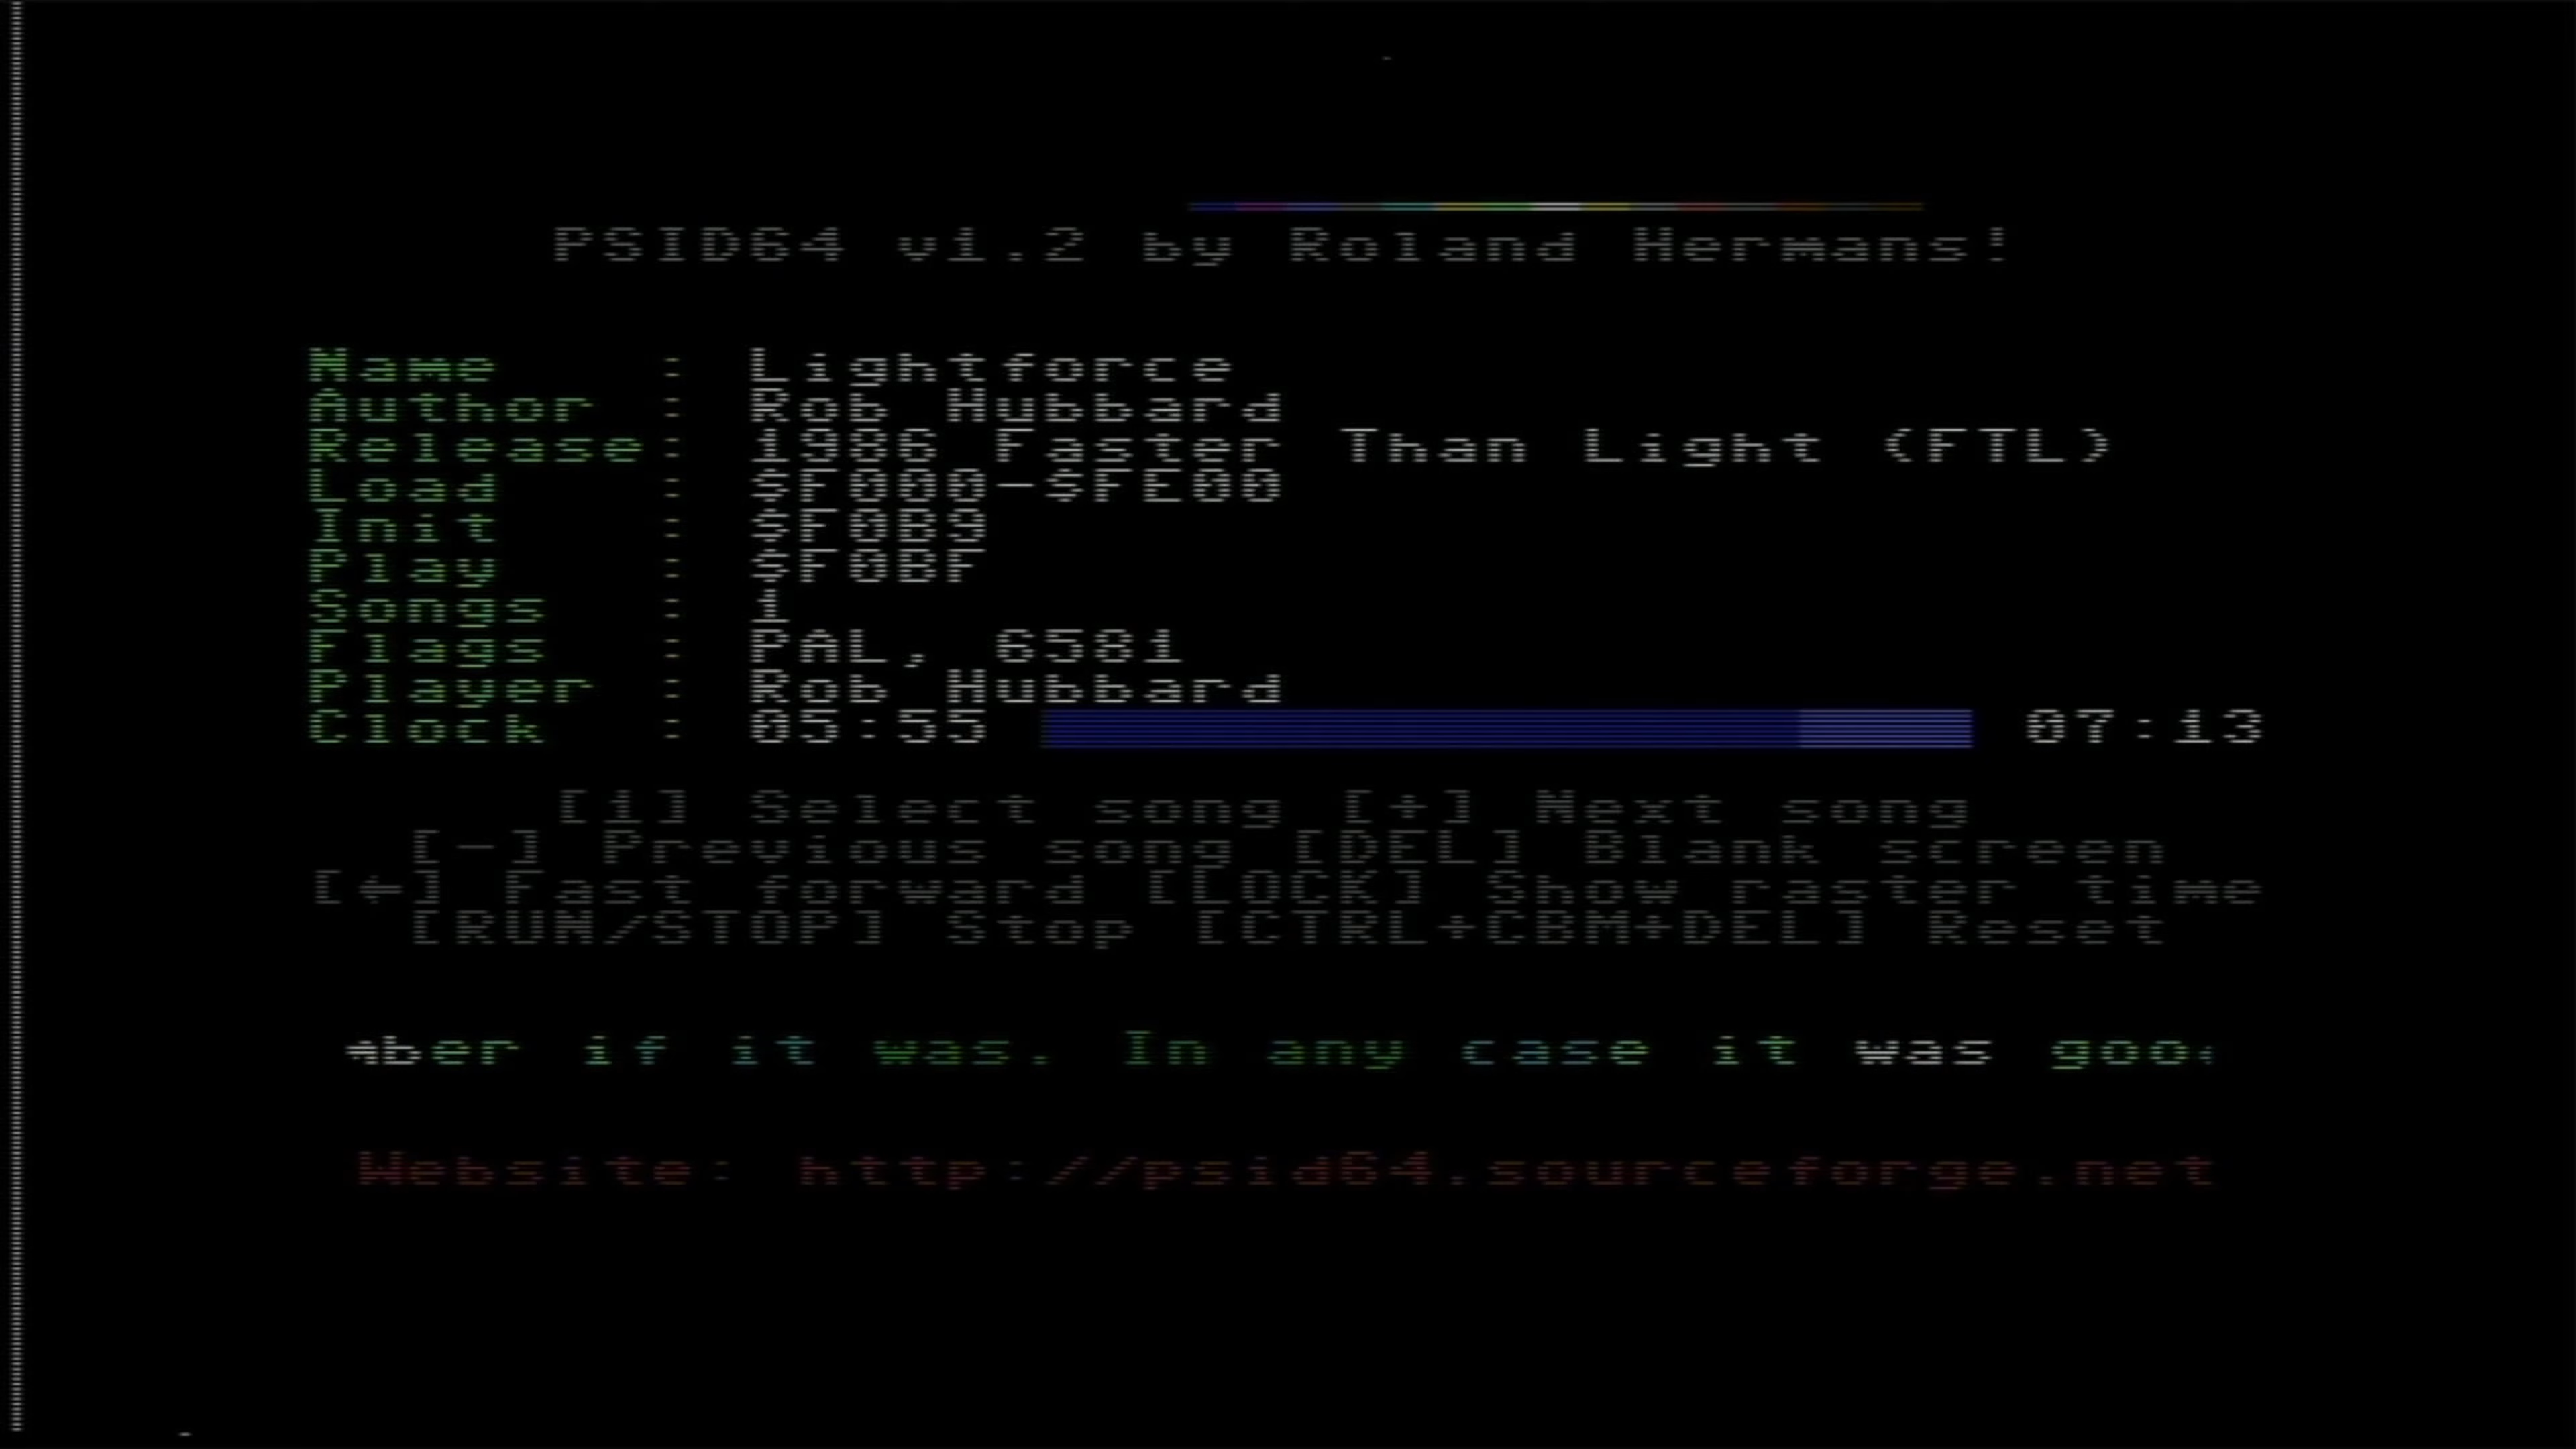 PSID64 v1.2 by Roland Hermans!
Name : Lightforce
Author : Rob Hubbard
Release : 1986 Faster Than Light (FTL)
Load : $F000-$FE00
Init : $F0B9
Play : $F0BF
Songs : 1
Flags : PAL, 6581
Player : Rob Hubbard
Clock : 05:55 07:13
[1] Select song [+] Next song
[-] Previous song [DEL] Blank screen
[←] Fast forward [LOCK] Show raster time
[RUN/STOP] Stop [CTRL+CBM+DEL] Reset
ber if it was. In any case it was goo
Website: http://psid64.sourceforge.net